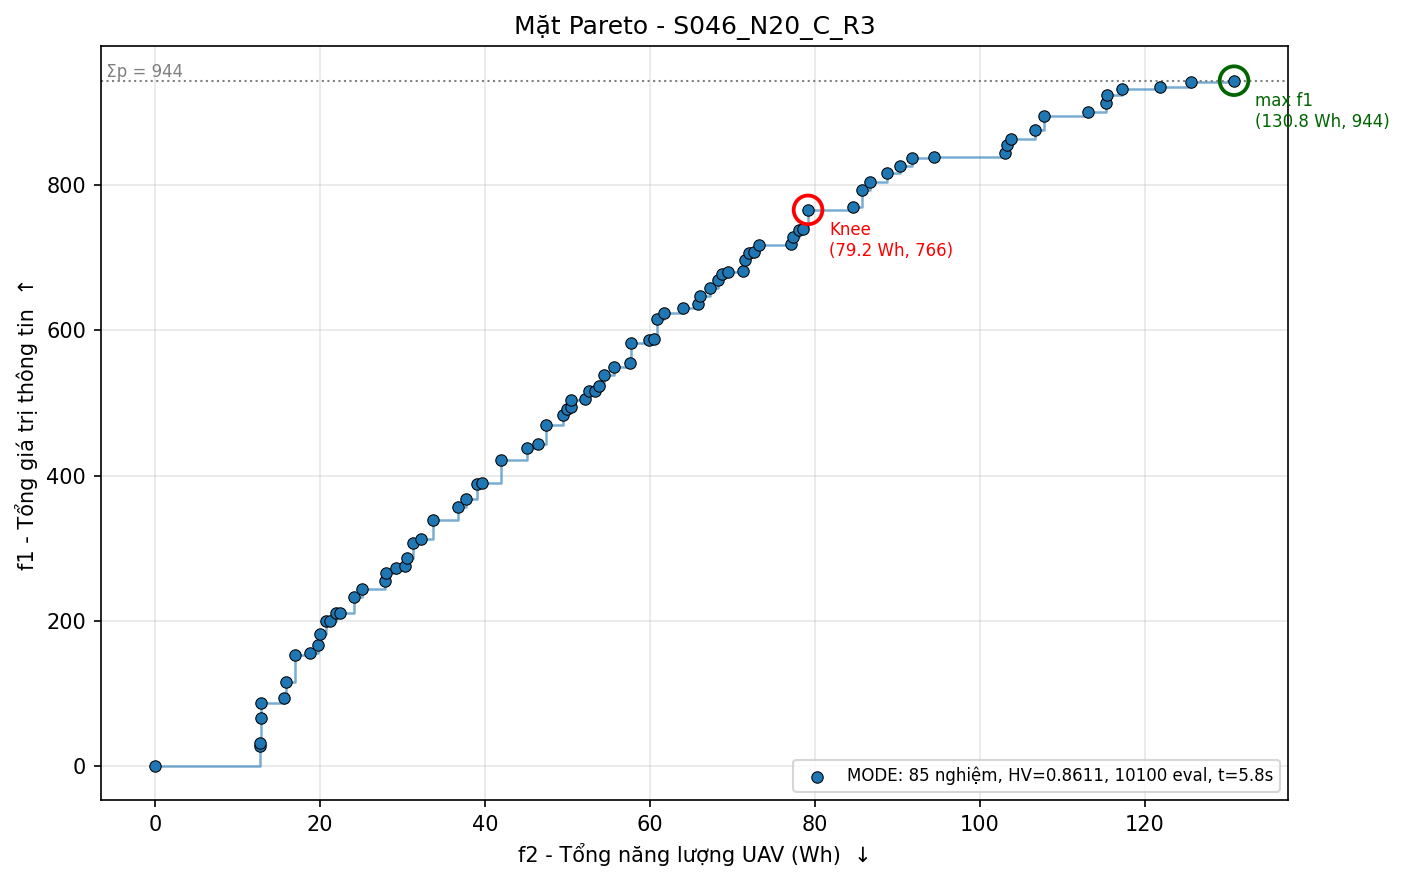 Mặt Pareto - S046_N20_C_R3
Σp = 944
max f1
(130.8 Wh, 944)
Knee
(79.2 Wh, 766)
800
600
400
200
0
f1 - Tổng giá trị thông tin ↑
MODE: 85 nghiệm, HV=0.8611, 10100 eval, t=5.8s
0 20 40 60 80 100 120
f2 - Tổng năng lượng UAV (Wh) ↓